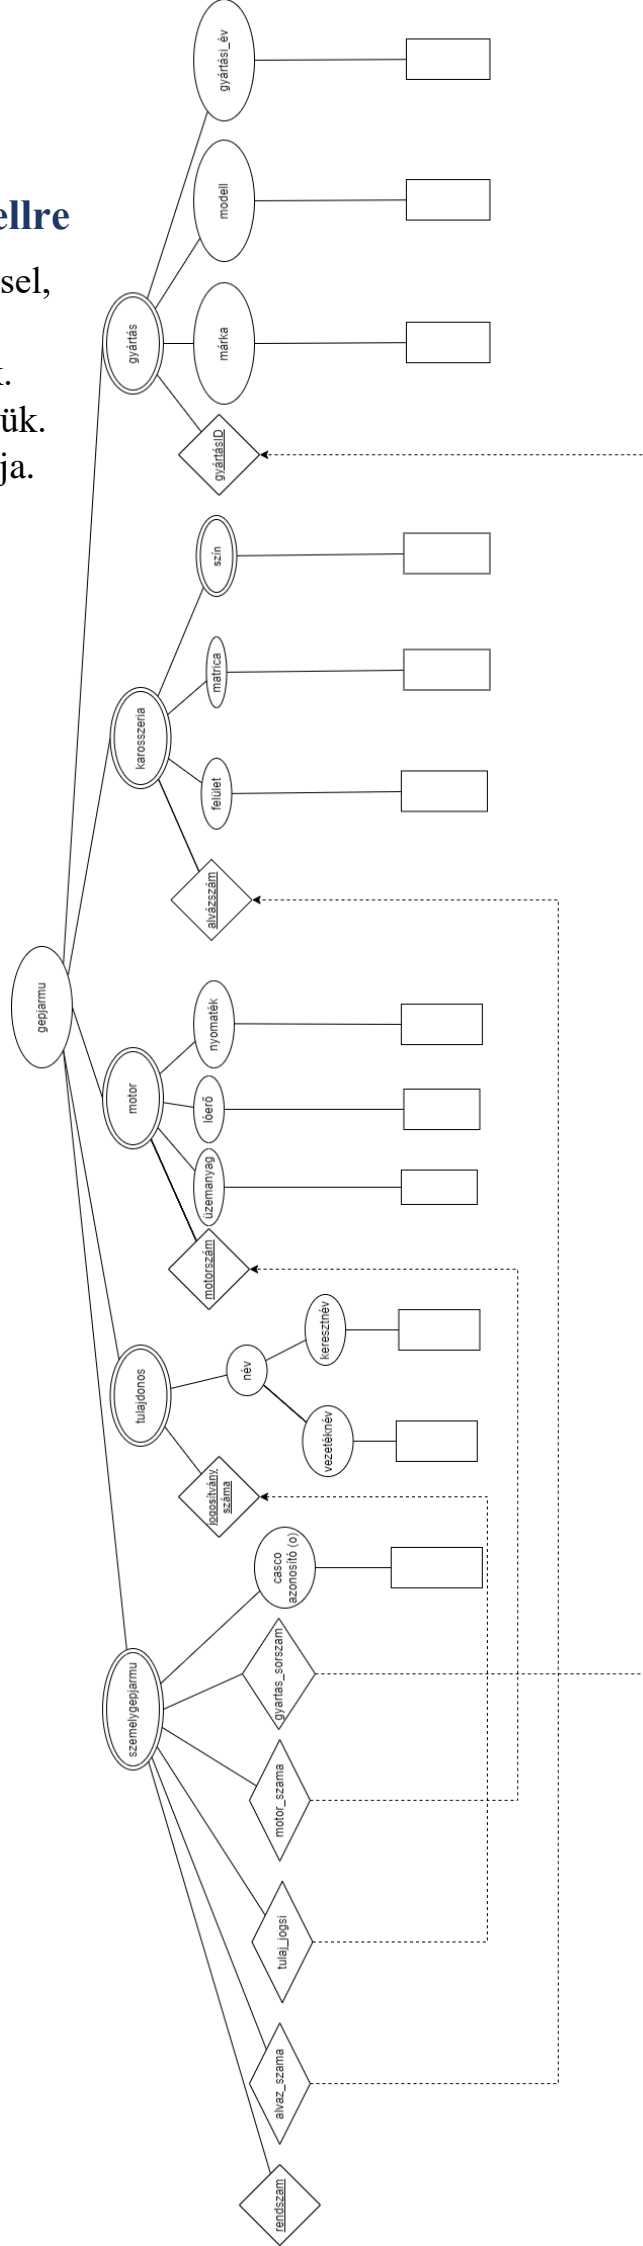 ellre
sel,
k.
ük.
ja.
gepjarmu
szemelygepjarmu
tulajdonos
motor
karosszeria
gyártás
rendszam
alvaz_szama
tulaj_jogsi
motor_szama
gyartas_sorszam
casco
azonosító (o)
jogosítvány
száma
név
vezetéknév
keresztnév
motorszám
üzemanyag
lóerő
nyomaték
alvázszám
felület
matrica
szín
gyártásID
márka
modell
gyártási_év